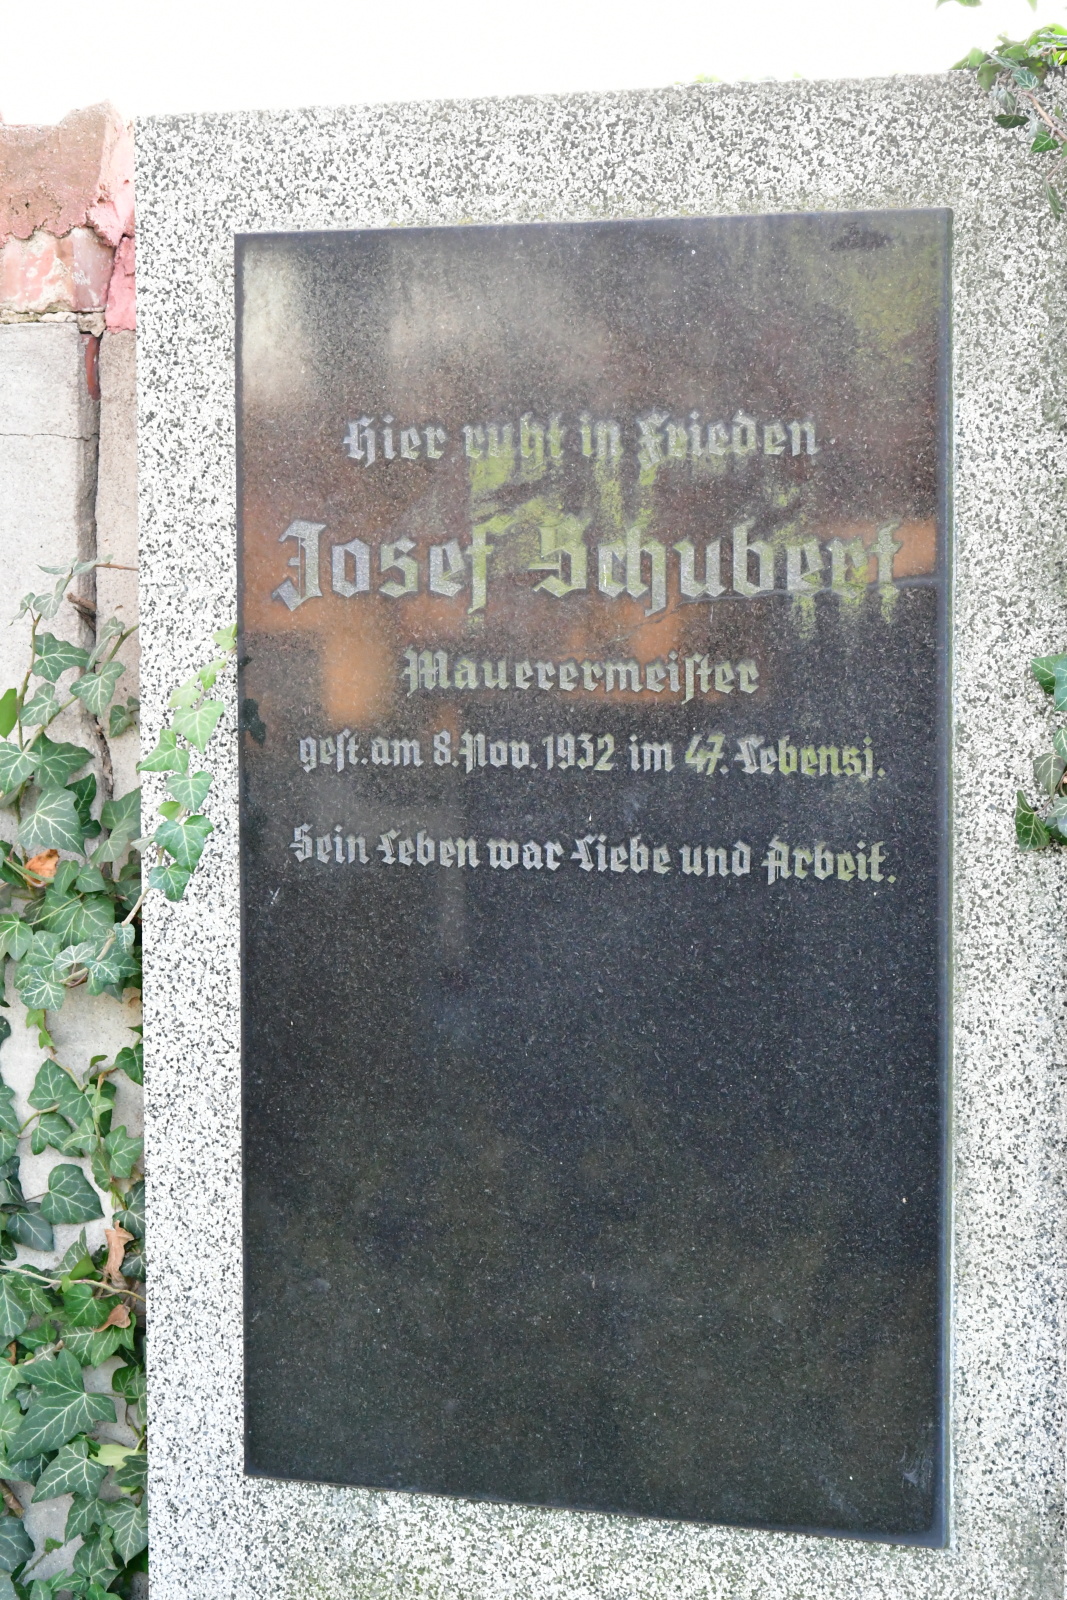 Hier ruht in Frieden
Josef Schubert
Mauerermeiſter
geſt. am 8. Nov. 1932 im 47. Lebensj.
Sein Leben war Liebe und Arbeit.